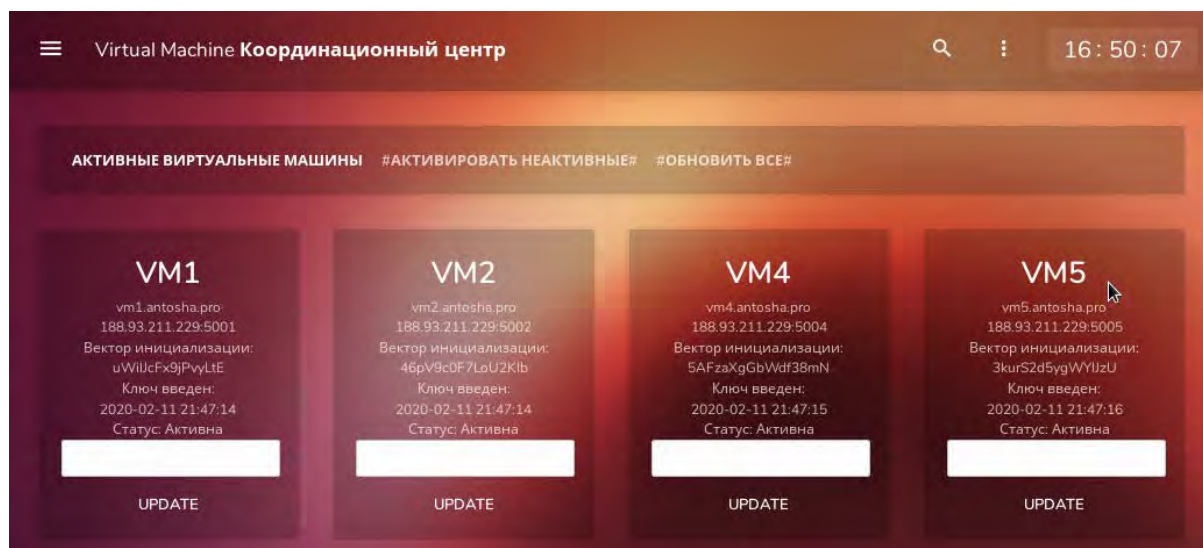 Virtual Machine Координационный центр
16 : 50 : 07
АКТИВНЫЕ ВИРТУАЛЬНЫЕ МАШИНЫ #АКТИВИРОВАТЬ НЕАКТИВНЫЕ# #ОБНОВИТЬ ВСЕ#
VM1
vm1.antosha.pro
188.93.211.229:5001
Вектор инициализации:
uWilJcFx9jPvyLtE
Ключ введен:
2020-02-11 21:47:14
Статус: Активна
UPDATE
VM2
vm2.antosha.pro
188.93.211.229:5002
Вектор инициализации:
46pV9c0F7LoU2KIb
Ключ введен:
2020-02-11 21:47:14
Статус: Активна
UPDATE
VM4
vm4.antosha.pro
188.93.211.229:5004
Вектор инициализации:
5AFzaXgGbWdf38mN
Ключ введен:
2020-02-11 21:47:15
Статус: Активна
UPDATE
VM5
vm5.antosha.pro
188.93.211.229:5005
Вектор инициализации:
3kurS2d5ygWYIJzU
Ключ введен:
2020-02-11 21:47:16
Статус: Активна
UPDATE